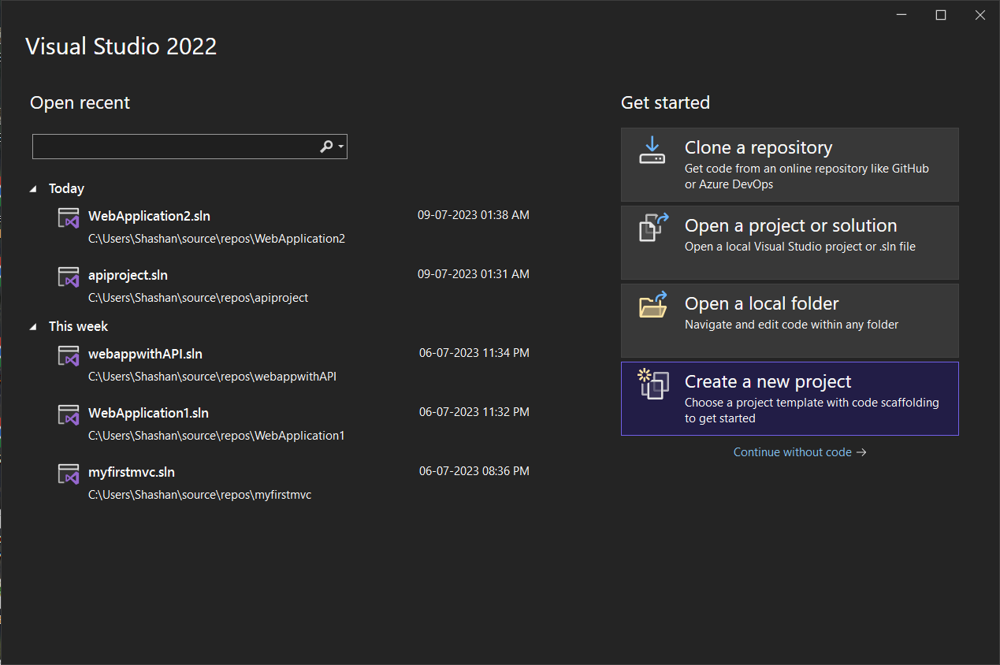 Visual Studio 2022
Open recent
Today
WebApplication2.sln 09-07-2023 01:38 AM
C:\Users\Shashan\source\repos\WebApplication2
apiproject.sln 09-07-2023 01:31 AM
C:\Users\Shashan\source\repos\apiproject
This week
webappwithAPI.sln 06-07-2023 11:34 PM
C:\Users\Shashan\source\repos\webappwithAPI
WebApplication1.sln 06-07-2023 11:32 PM
C:\Users\Shashan\source\repos\WebApplication1
myfirstmvc.sln 06-07-2023 08:36 PM
C:\Users\Shashan\source\repos\myfirstmvc
Get started
Clone a repository
Get code from an online repository like GitHub
or Azure DevOps
Open a project or solution
Open a local Visual Studio project or .sln file
Open a local folder
Navigate and edit code within any folder
Create a new project
Choose a project template with code scaffolding
to get started
Continue without code →